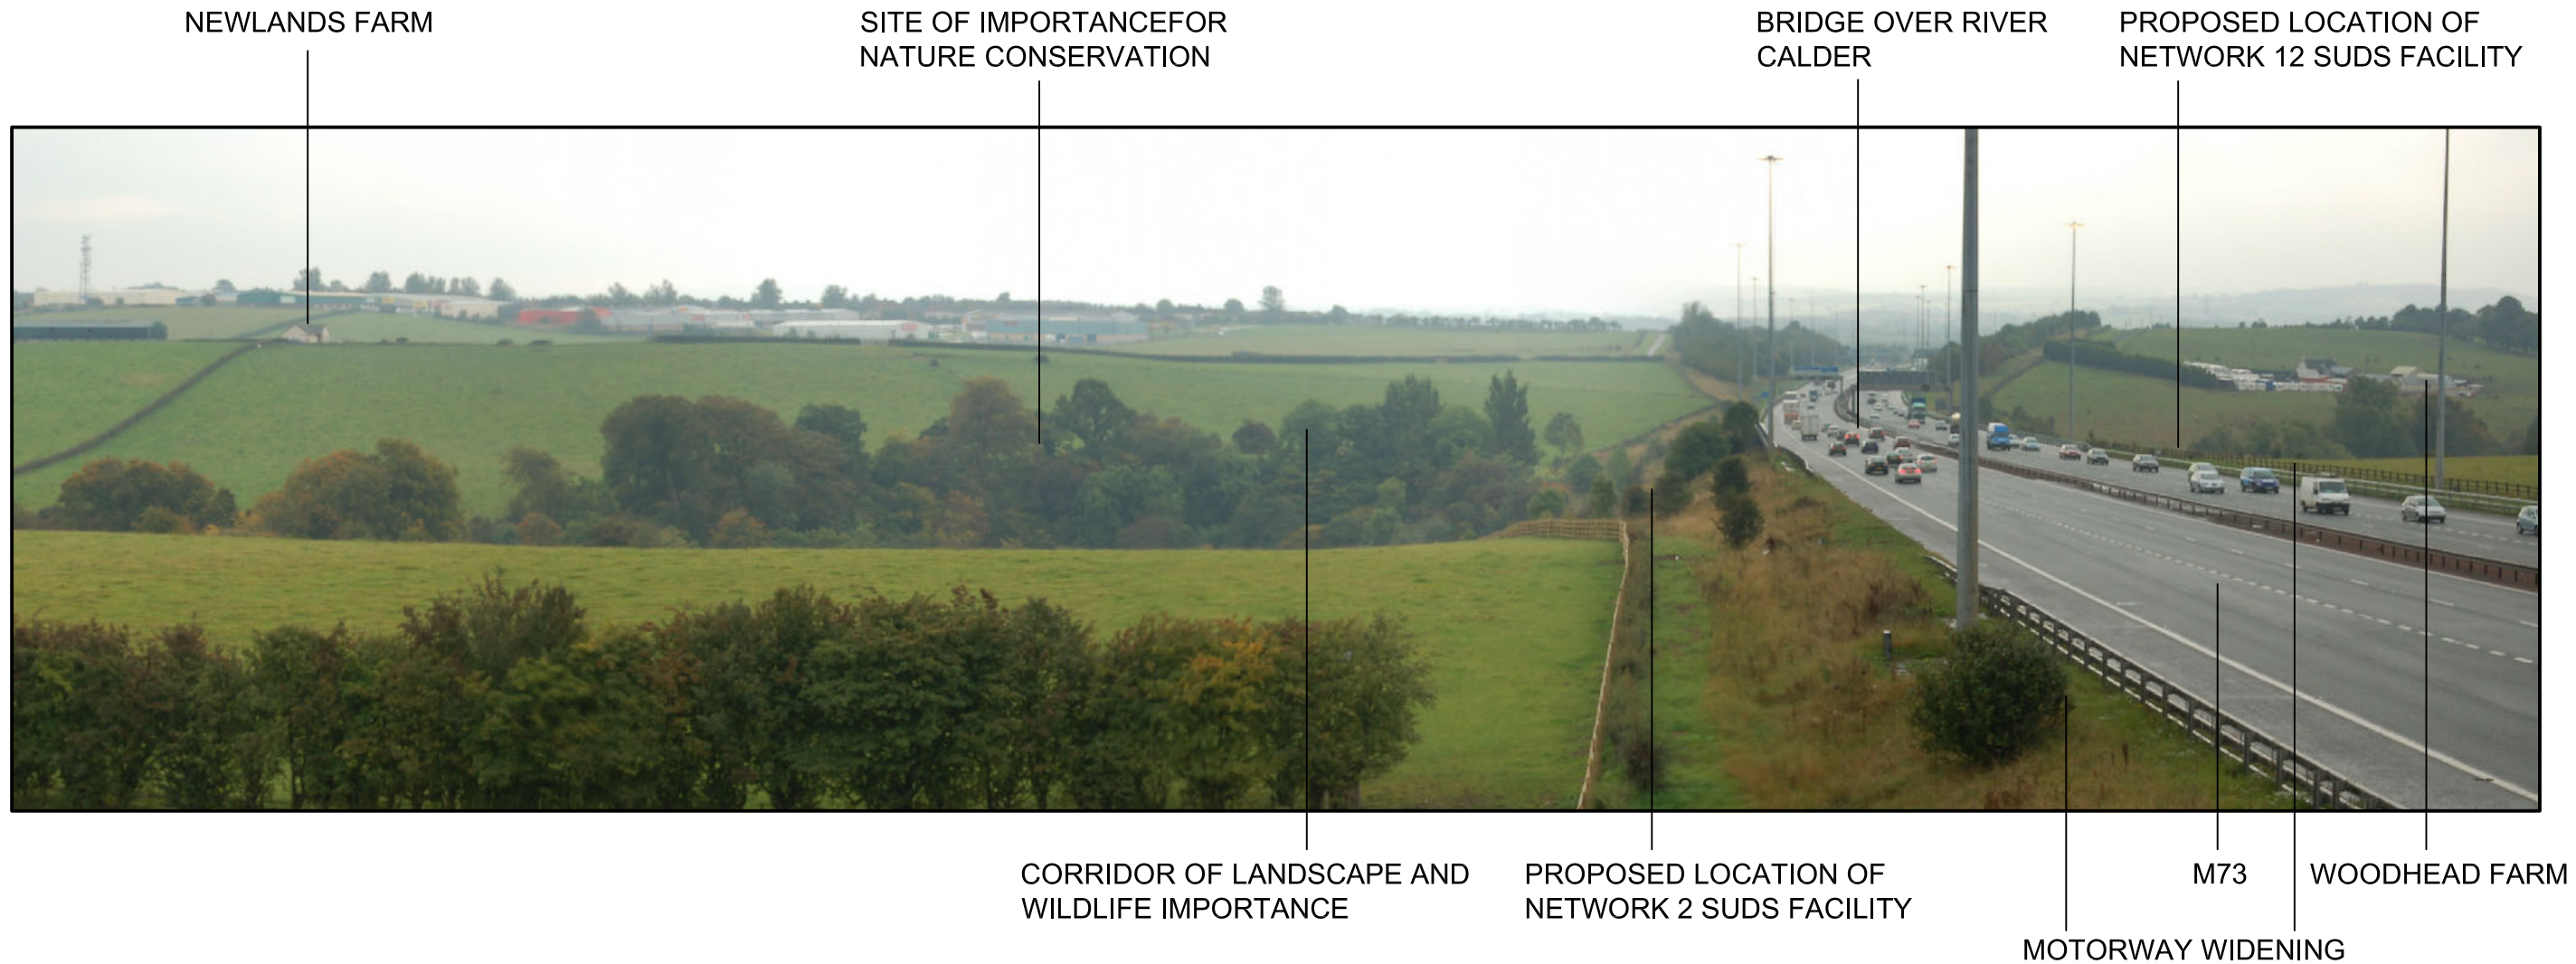 NEWLANDS FARM
SITE OF IMPORTANCEFOR
NATURE CONSERVATION
BRIDGE OVER RIVER
CALDER
PROPOSED LOCATION OF
NETWORK 12 SUDS FACILITY
CORRIDOR OF LANDSCAPE AND
WILDLIFE IMPORTANCE
PROPOSED LOCATION OF
NETWORK 2 SUDS FACILITY
M73
WOODHEAD FARM
MOTORWAY WIDENING